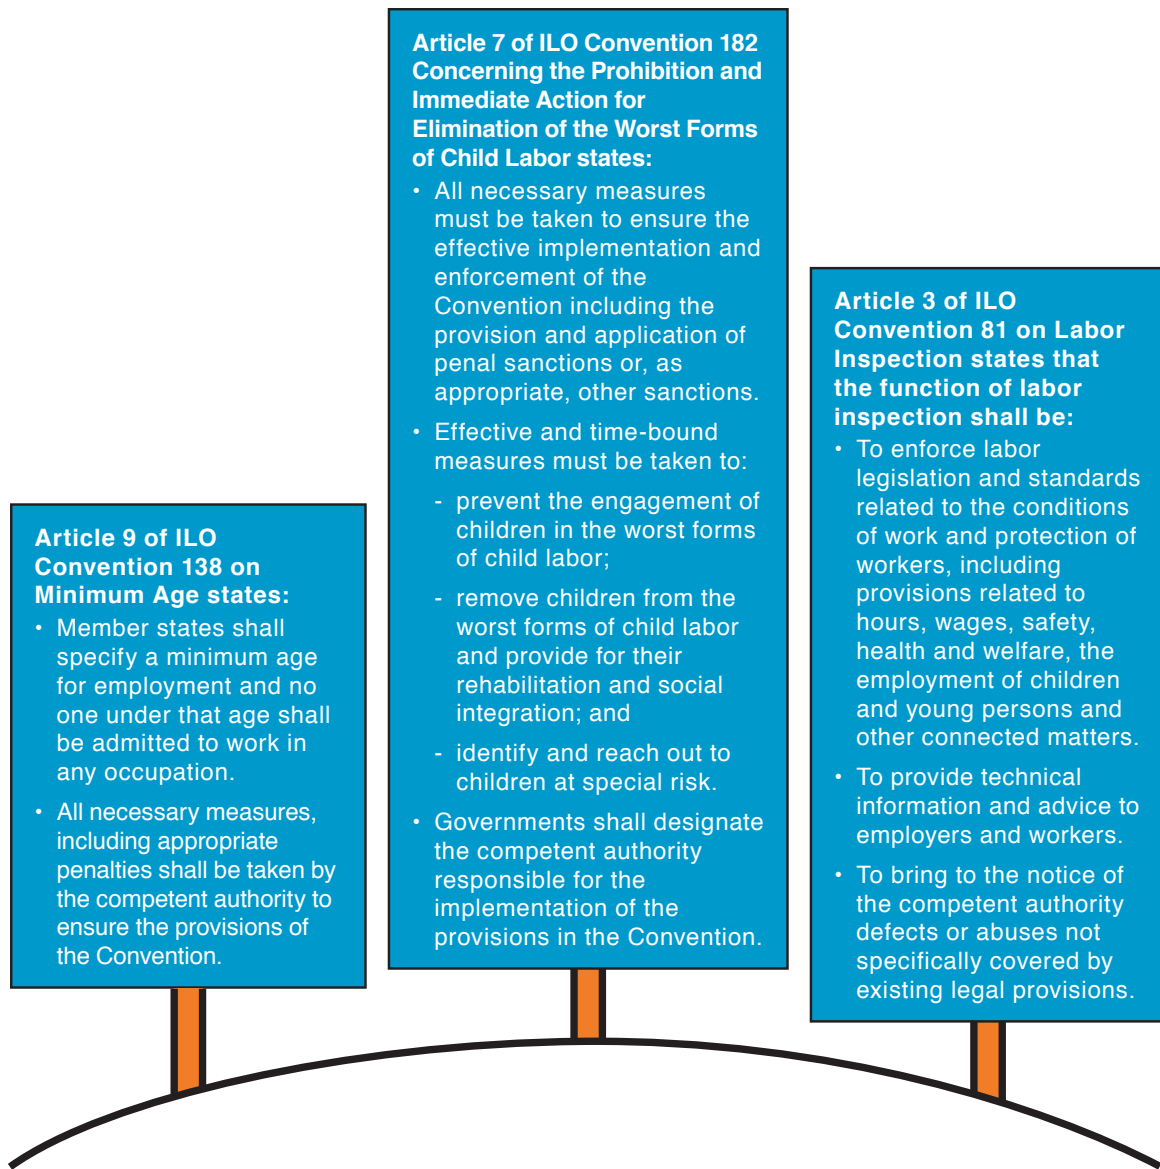 Article 7 of ILO Convention 182
Concerning the Prohibition and
Immediate Action for
Elimination of the Worst Forms
of Child Labor states:
• All necessary measures
must be taken to ensure the
effective implementation and
enforcement of the
Convention including the
provision and application of
penal sanctions or, as
appropriate, other sanctions.
• Effective and time-bound
measures must be taken to:
- prevent the engagement of
children in the worst forms
of child labor;
- remove children from the
worst forms of child labor
and provide for their
rehabilitation and social
integration; and
- identify and reach out to
children at special risk.
• Governments shall designate
the competent authority
responsible for the
implementation of the
provisions in the Convention.
Article 3 of ILO
Convention 81 on Labor
Inspection states that
the function of labor
inspection shall be:
• To enforce labor
legislation and standards
related to the conditions
of work and protection of
workers, including
provisions related to
hours, wages, safety,
health and welfare, the
employment of children
and young persons and
other connected matters.
• To provide technical
information and advice to
employers and workers.
• To bring to the notice of
the competent authority
defects or abuses not
specifically covered by
existing legal provisions.
Article 9 of ILO
Convention 138 on
Minimum Age states:
• Member states shall
specify a minimum age
for employment and no
one under that age shall
be admitted to work in
any occupation.
• All necessary measures,
including appropriate
penalties shall be taken by
the competent authority to
ensure the provisions of
the Convention.